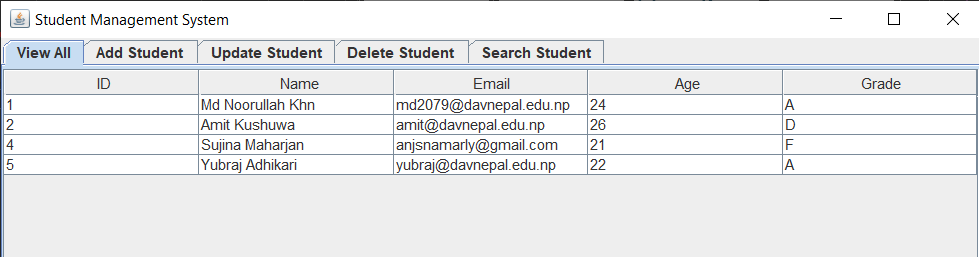 Student Management System
View All Add Student Update Student Delete Student Search Student
ID Name Email Age Grade
1 Md Noorullah Khn md2079@davnepal.edu.np 24 A
2 Amit Kushuwa amit@davnepal.edu.np 26 D
4 Sujina Maharjan anjsnamarly@gmail.com 21 F
5 Yubraj Adhikari yubraj@davnepal.edu.np 22 A